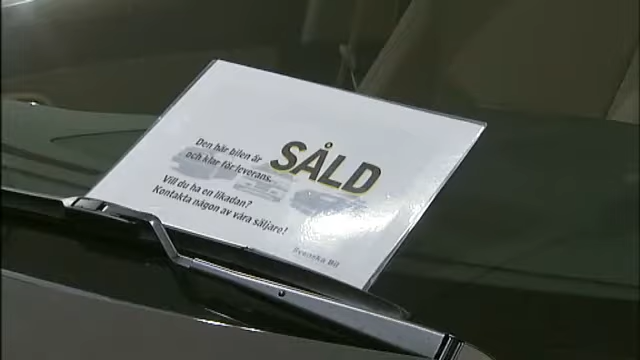 Den här bilen är
och klar för leverans.
SÅLD
Vill du ha en likadan?
Kontakta någon av våra säljare!
Svenska Bil